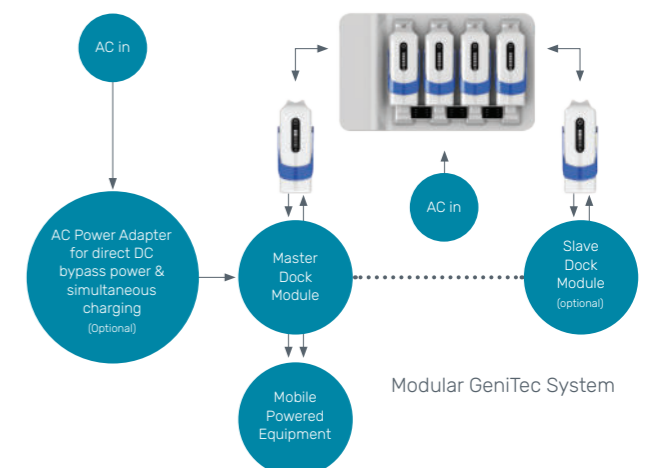 AC in
AC in
AC Power Adapter
for direct DC
bypass power &
simultaneous
charging
(Optional)
Master
Dock
Module
Slave
Dock
Module
(optional)
Mobile
Powered
Equipment
Modular GeniTec System